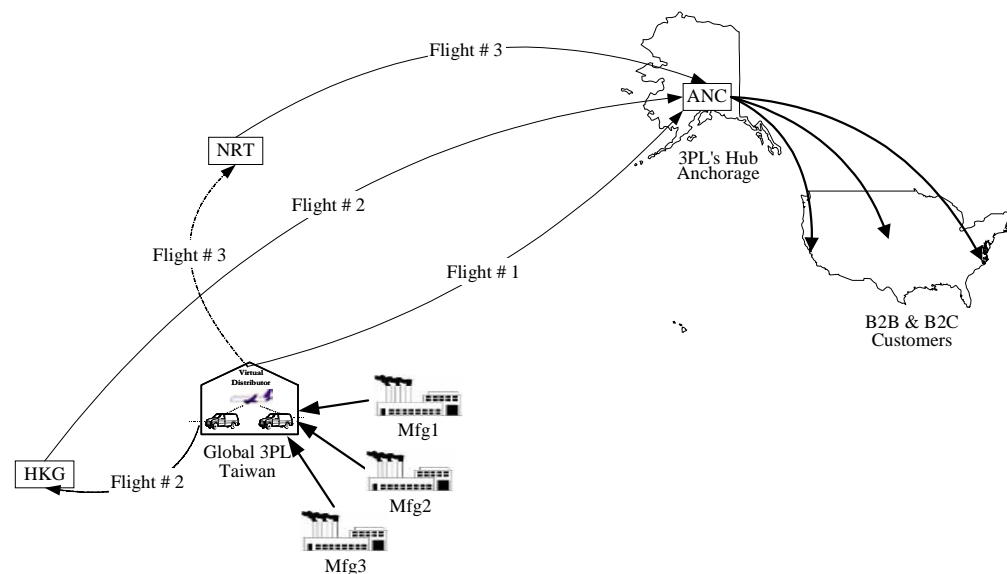 Flight # 3
ANC
NRT
3PL's Hub
Anchorage
Flight # 2
Flight # 3
Flight # 1
B2B & B2C
Customers
Virtual
Distributor
Mfg1
Global 3PL
Taiwan
HKG
Flight # 2
Mfg2
Mfg3